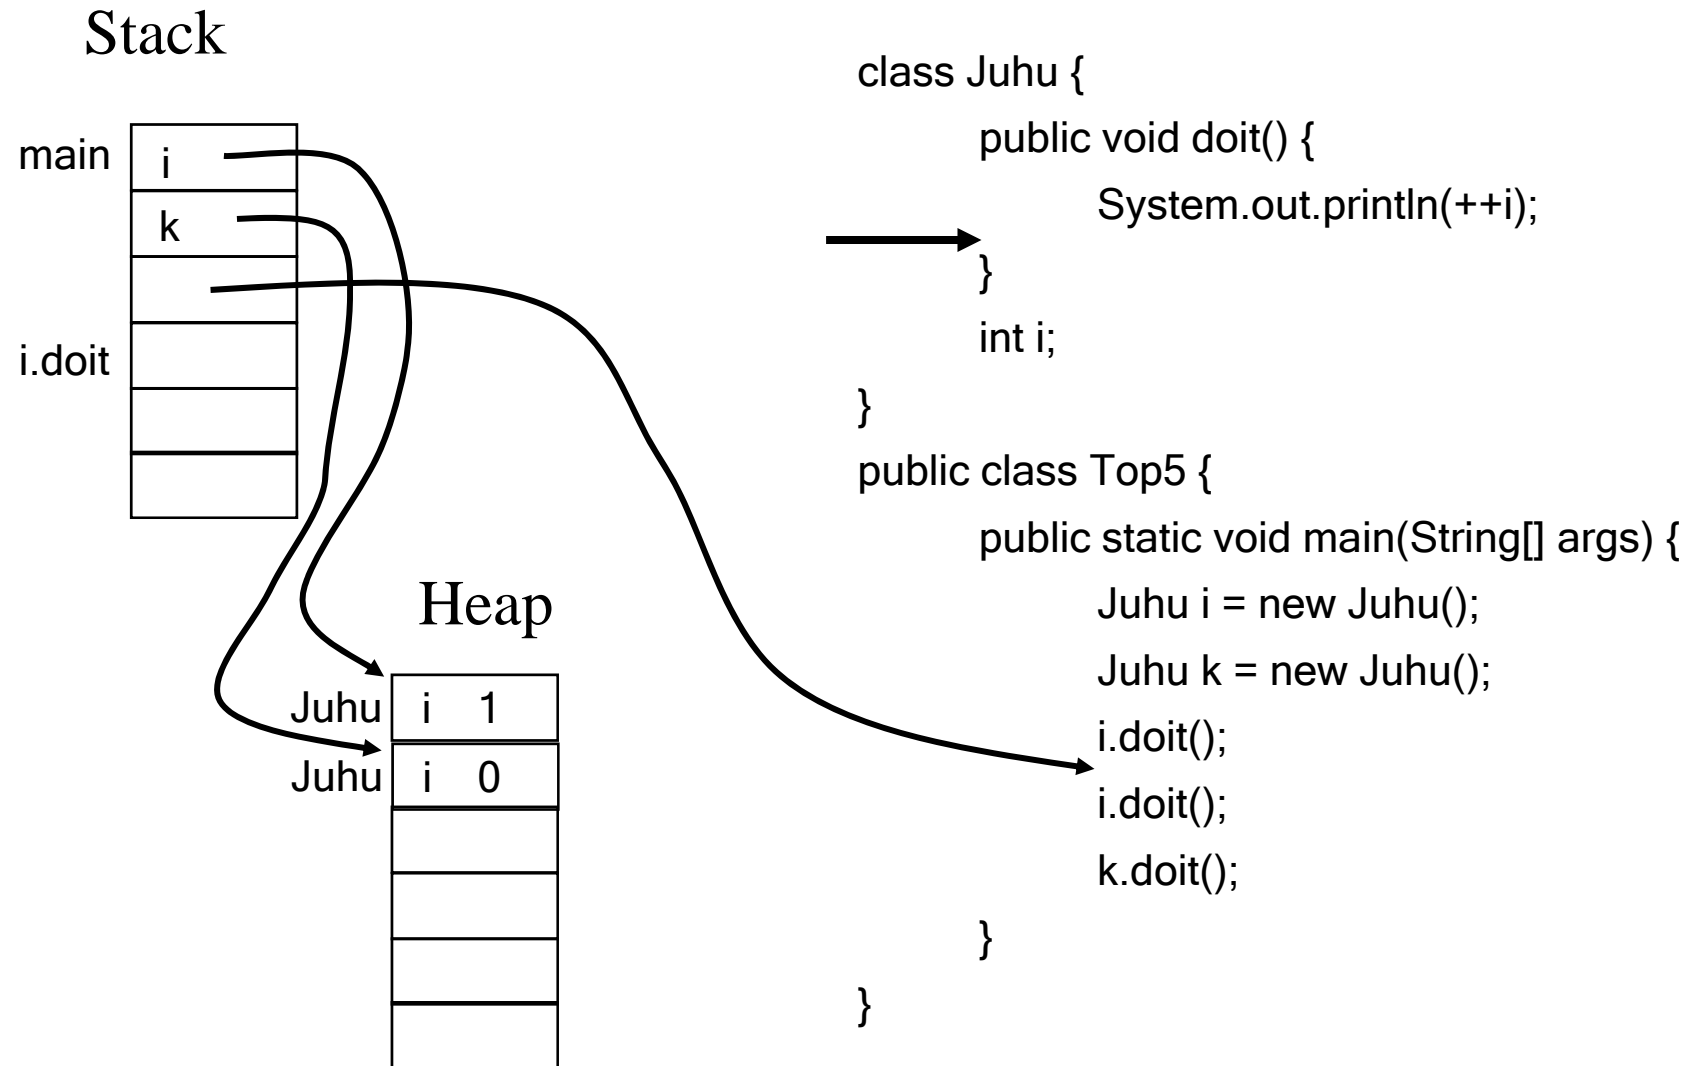 Stack
main
i
k
i.doit
Heap
Juhu i 1
Juhu i 0
class Juhu {
public void doit() {
System.out.println(++i);
}
int i;
}
public class Top5 {
public static void main(String[] args) {
Juhu i = new Juhu();
Juhu k = new Juhu();
i.doit();
i.doit();
k.doit();
}
}